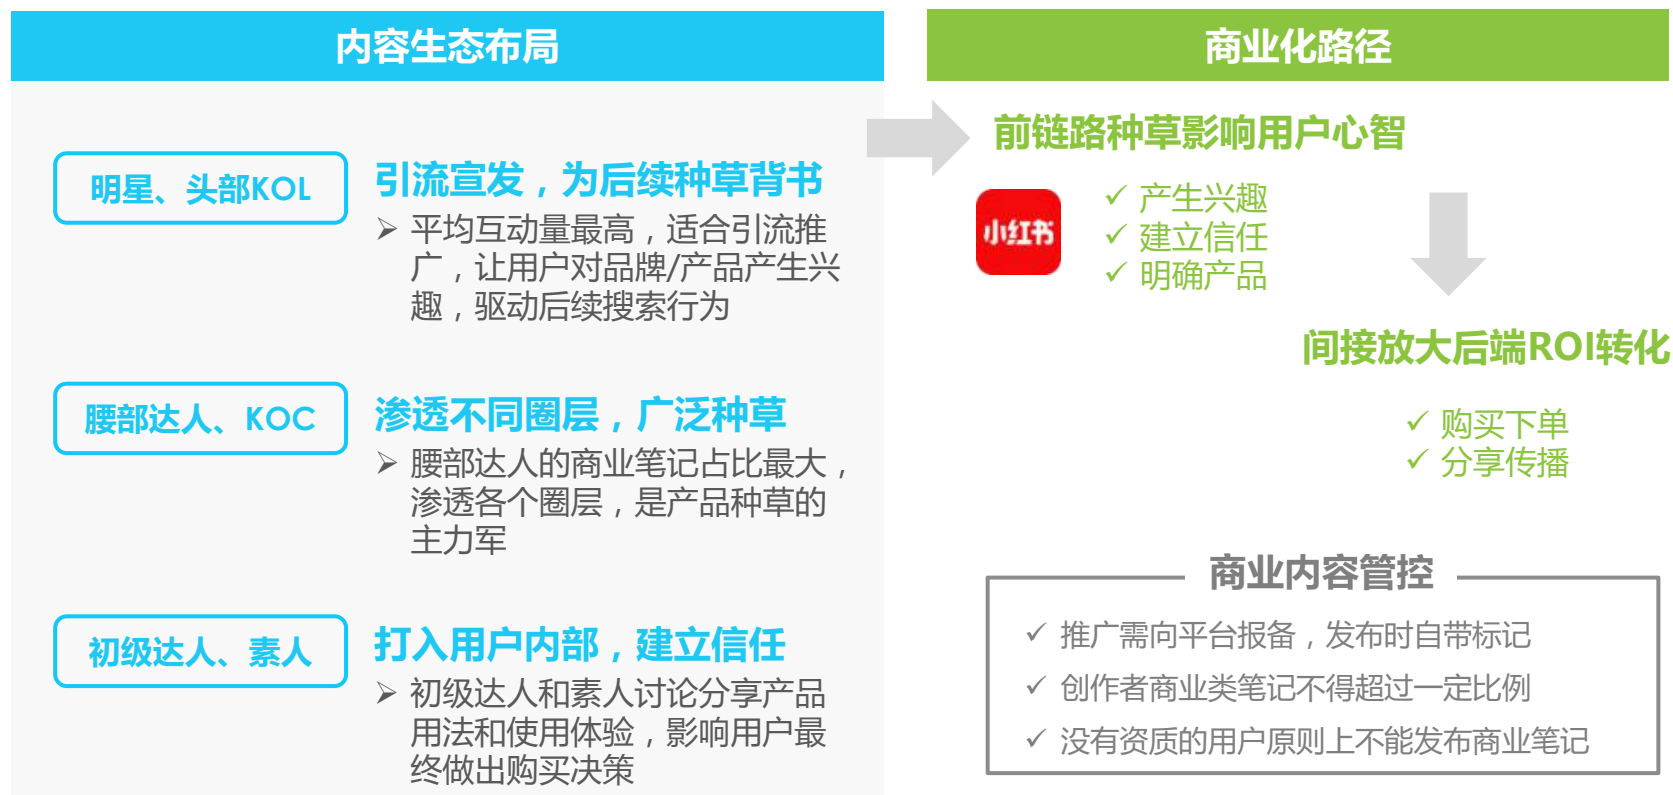 内容生态布局
明星、头部KOL
引流宣发，为后续种草背书
平均互动量最高，适合引流推
广，让用户对品牌/产品产生兴
趣，驱动后续搜索行为
腰部达人、KOC
渗透不同圈层，广泛种草
腰部达人的商业笔记占比最大，
渗透各个圈层，是产品种草的
主力军
初级达人、素人
打入用户内部，建立信任
初级达人和素人讨论分享产品
用法和使用体验，影响用户最
终做出购买决策
商业化路径
前链路种草影响用户心智
小红书
产生兴趣
建立信任
明确产品
间接放大后端ROI转化
购买下单
分享传播
商业内容管控
推广需向平台报备，发布时自带标记
创作者商业类笔记不得超过一定比例
没有资质的用户原则上不能发布商业笔记